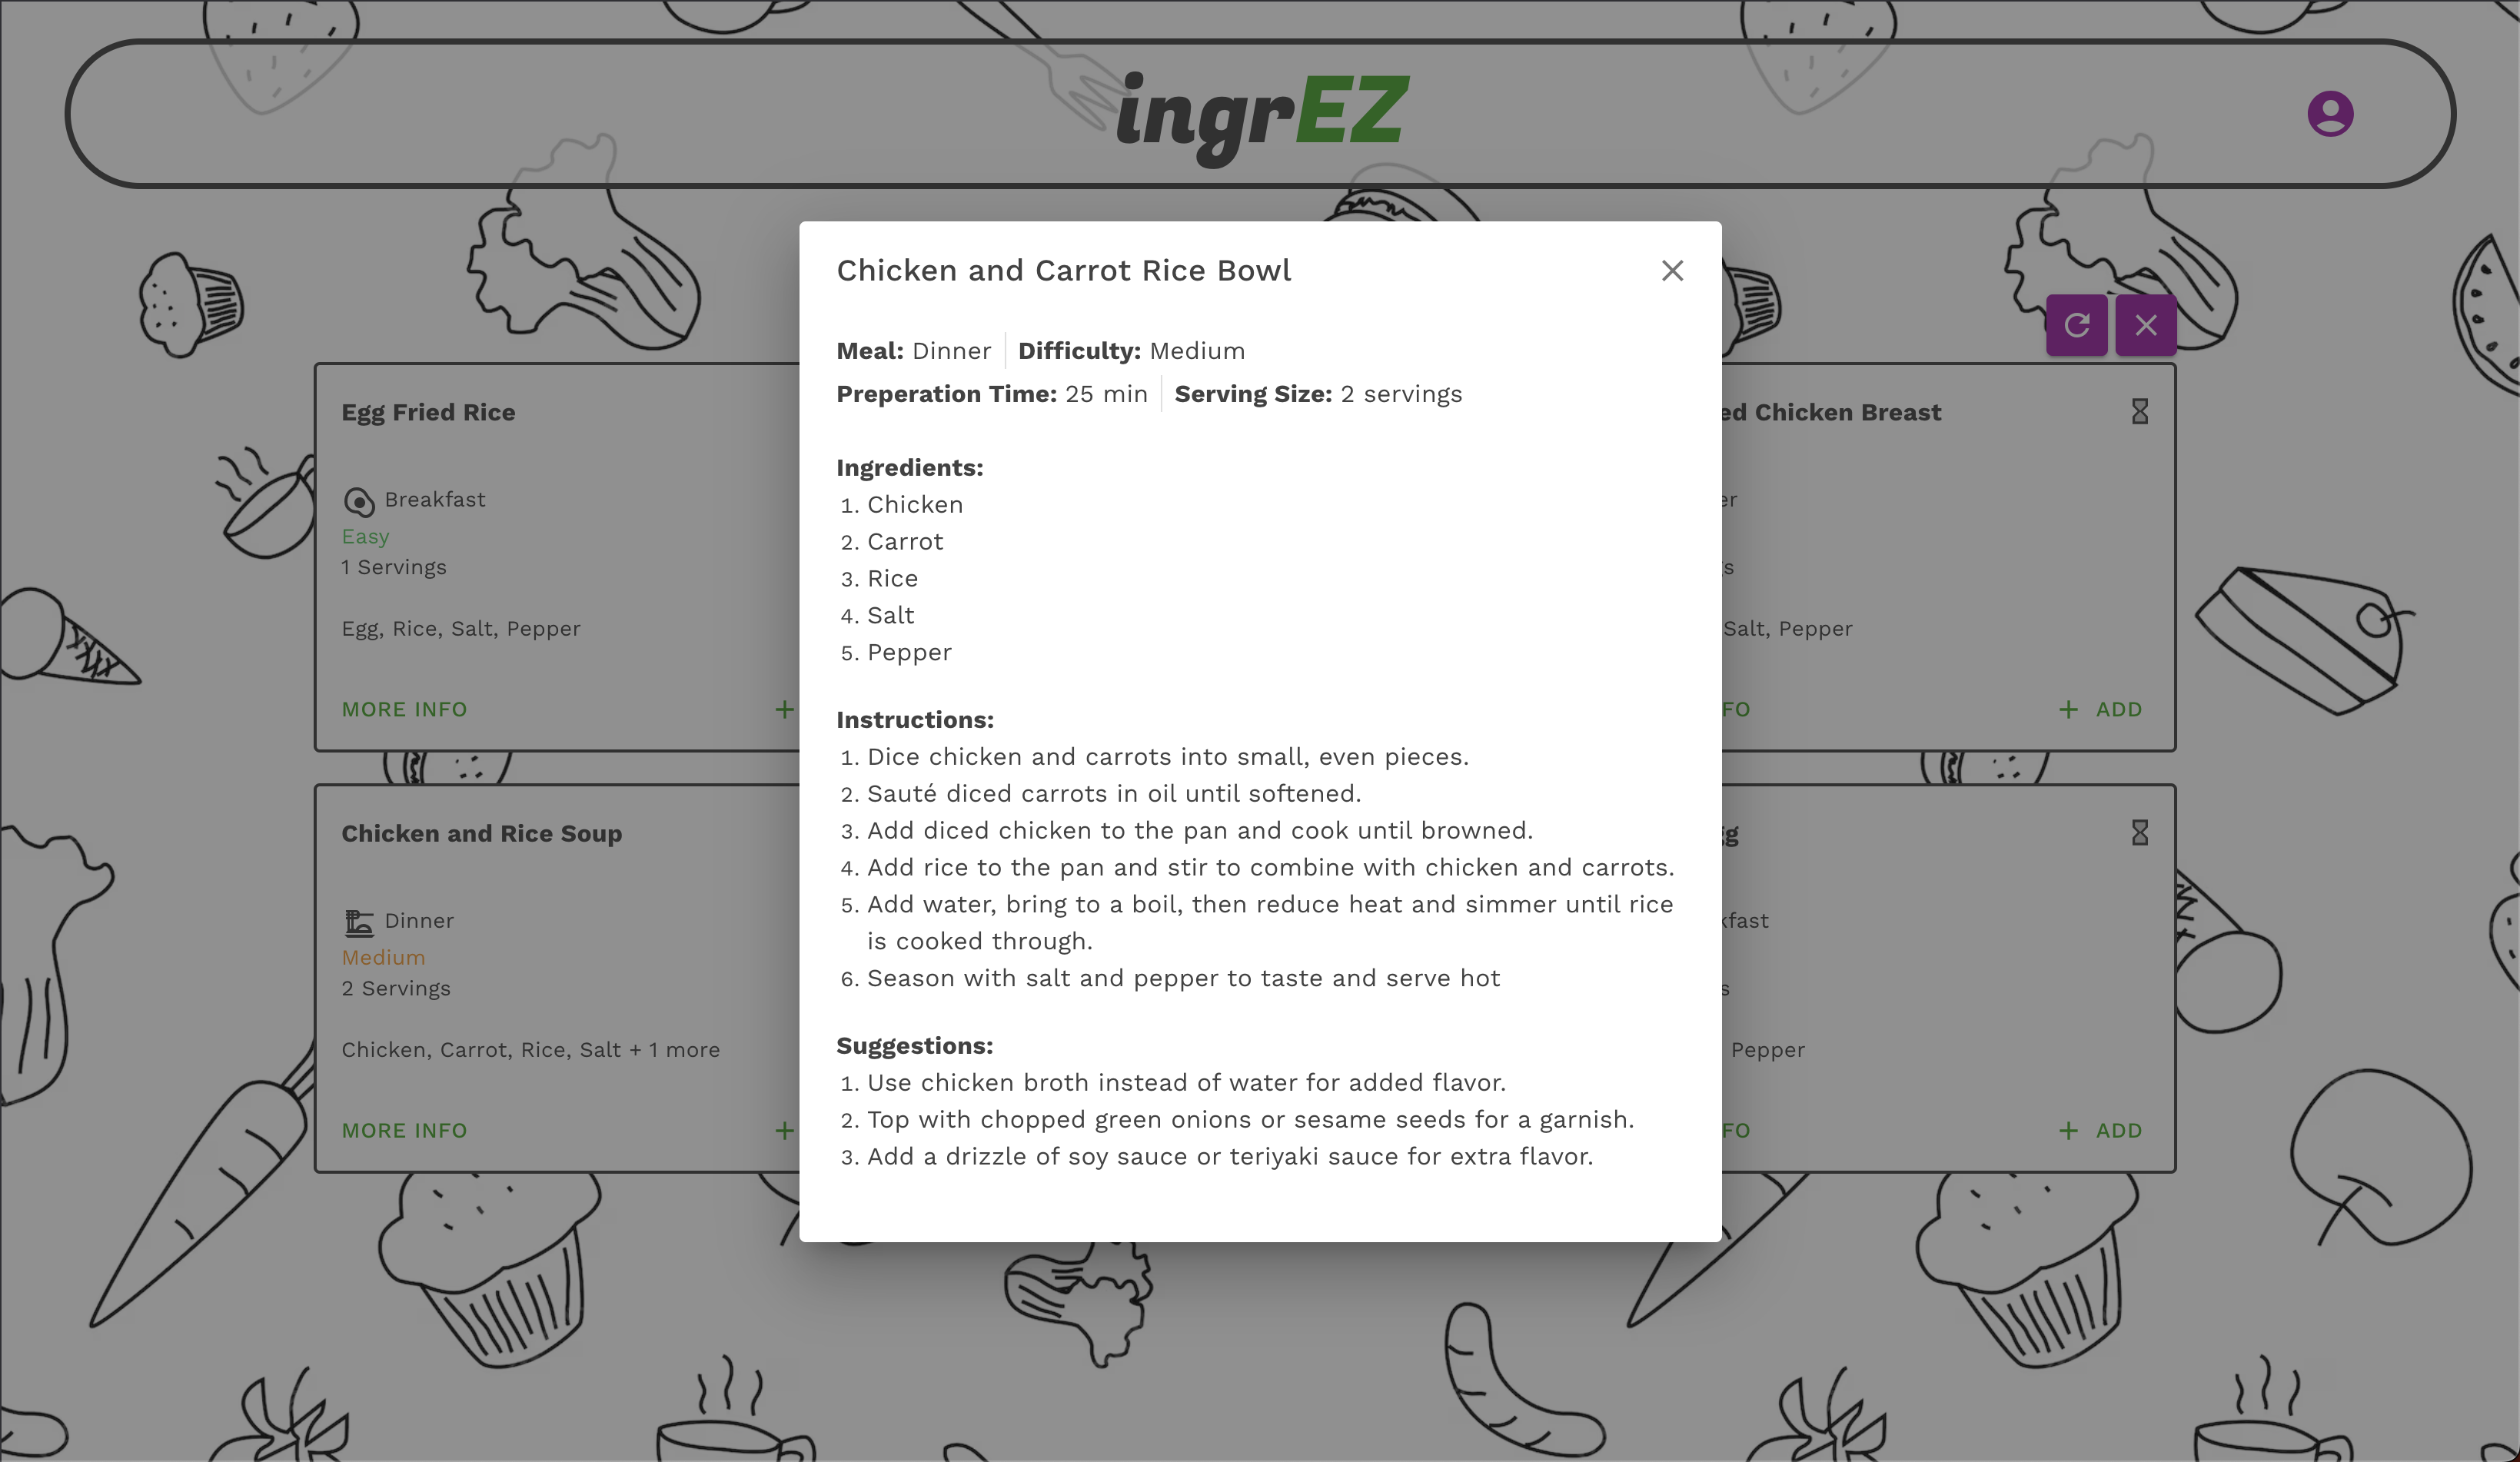 ingrEZ
Chicken and Carrot Rice Bowl
Meal: Dinner Difficulty: Medium
Preperation Time: 25 min Serving Size: 2 servings
Ingredients:
1. Chicken
2. Carrot
3. Rice
4. Salt
5. Pepper
Instructions:
1. Dice chicken and carrots into small, even pieces.
2. Sauté diced carrots in oil until softened.
3. Add diced chicken to the pan and cook until browned.
4. Add rice to the pan and stir to combine with chicken and carrots.
5. Add water, bring to a boil, then reduce heat and simmer until rice
is cooked through.
6. Season with salt and pepper to taste and serve hot
Suggestions:
1. Use chicken broth instead of water for added flavor.
2. Top with chopped green onions or sesame seeds for a garnish.
3. Add a drizzle of soy sauce or teriyaki sauce for extra flavor.
Egg Fried Rice
Breakfast
Easy
1 Servings
Egg, Rice, Salt, Pepper
MORE INFO +
Chicken and Rice Soup
Dinner
Medium
2 Servings
Chicken, Carrot, Rice, Salt + 1 more
MORE INFO +
Chicken Breast
Salt, Pepper
+ ADD
Pepper
+ ADD